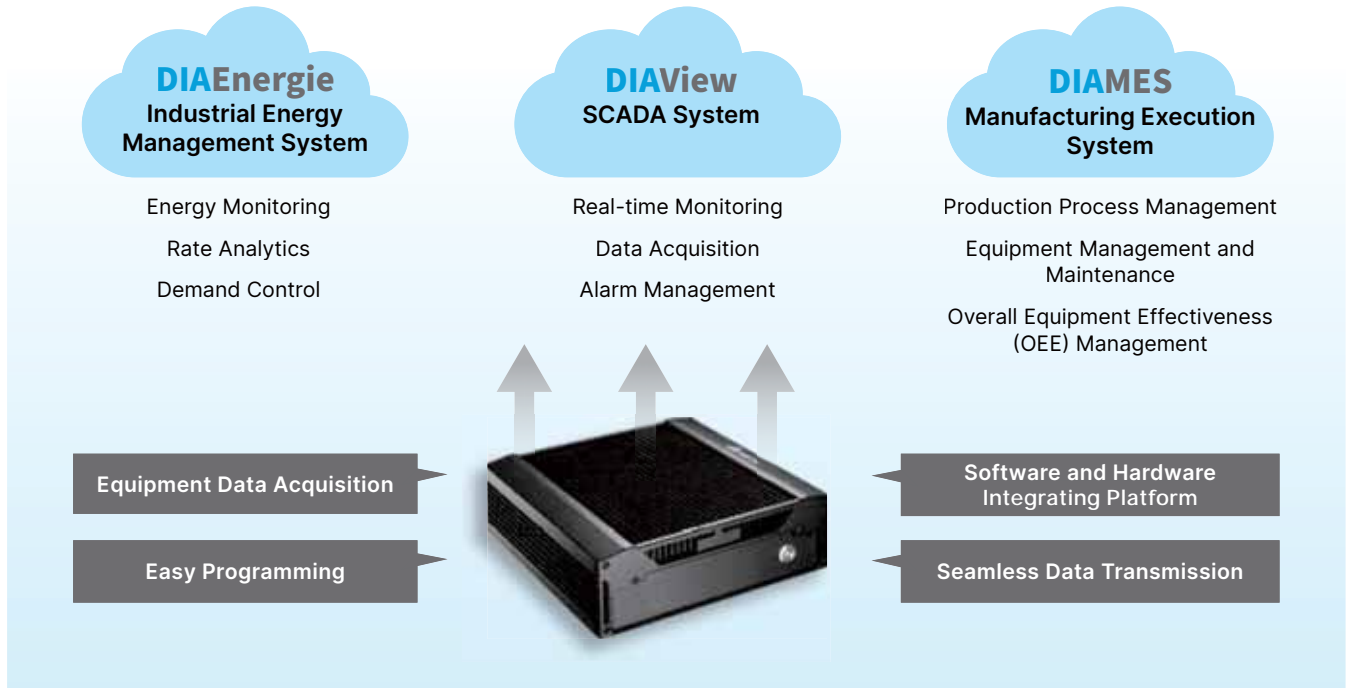 DIAEnergie
Industrial Energy
Management System
Energy Monitoring
Rate Analytics
Demand Control
DIAView
SCADA System
Real-time Monitoring
Data Acquisition
Alarm Management
DIAMES
Manufacturing Execution
System
Production Process Management
Equipment Management and
Maintenance
Overall Equipment Effectiveness
(OEE) Management
Equipment Data Acquisition
Easy Programming
Software and Hardware
Integrating Platform
Seamless Data Transmission